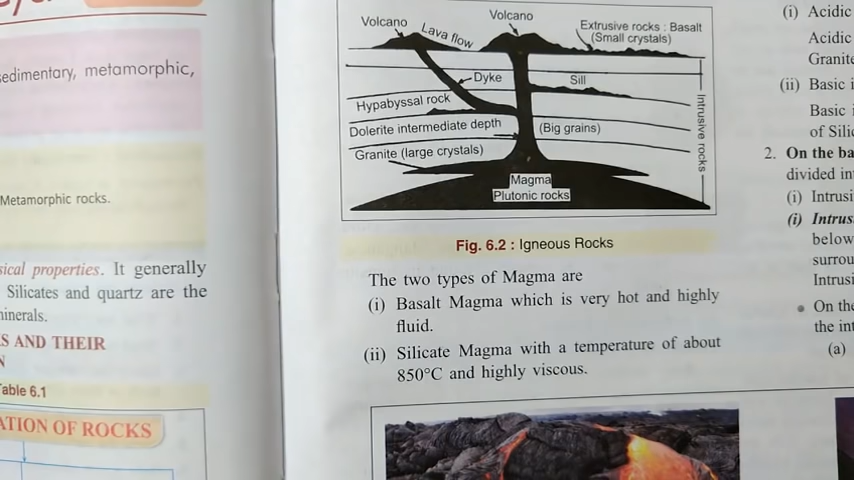 sedimentary, metamorphic,
Metamorphic rocks.
sical properties. It generally
Silicates and quartz are the
minerals.
S AND THEIR
N
Table 6.1
ATION OF ROCKS
Volcano
Lava flow
Volcano
Extrusive rocks : Basalt
(Small crystals)
Dyke
Sill
Hypabyssal rock
Dolerite intermediate depth
(Big grains)
Granite (large crystals)
Intrusive rocks
Magma
Plutonic rocks
Fig. 6.2 : Igneous Rocks
The two types of Magma are
(i) Basalt Magma which is very hot and highly
fluid.
(ii) Silicate Magma with a temperature of about
850°C and highly viscous.
(i) Acidic
Acidic
Granite
(ii) Basic i
Basic i
of Silic
2. On the ba
divided in
(i) Intrusi
(i) Intrus
below
surrou
Intrusi
• On the
the int
(a)